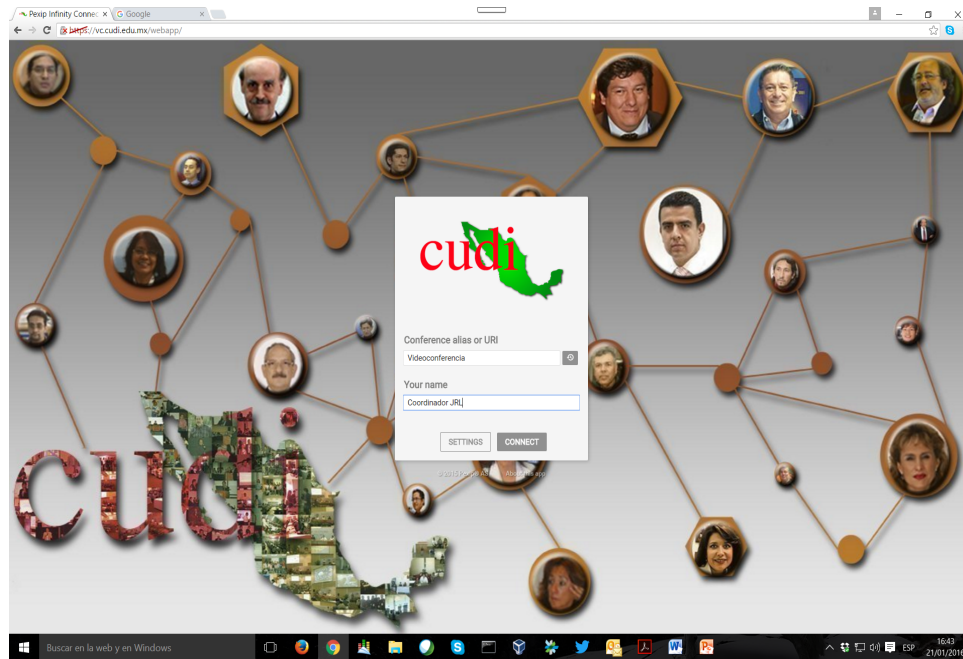 Pexip Infinity Connec
Google
https://vc.cudi.edu.mx/webapp/
cudi
Conference alias or URI
Videoconferencia
Your name
Coordinador JRL
SETTINGS
CONNECT
cudi
Buscar en la web y en Windows
ESP
16:43
21/01/2016